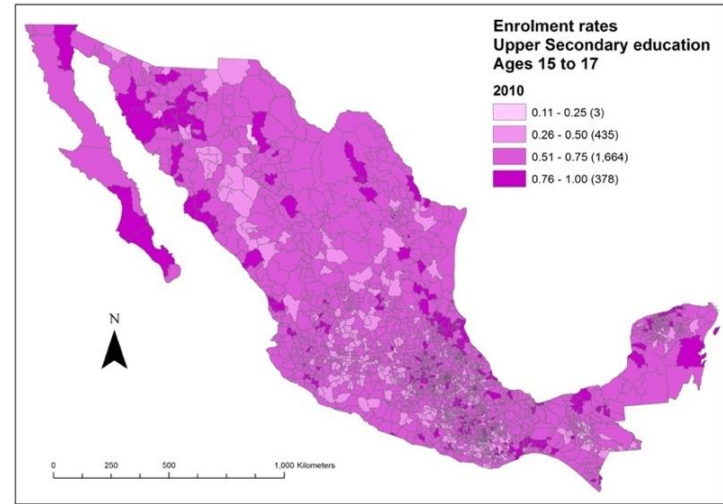 Enrolment rates
Upper Secondary education
Ages 15 to 17
2010
0.11 - 0.25 (3)
0.26 - 0.50 (435)
0.51 - 0.75 (1,664)
0.76 - 1.00 (378)
N
0 250 500 1,000 Kilometers